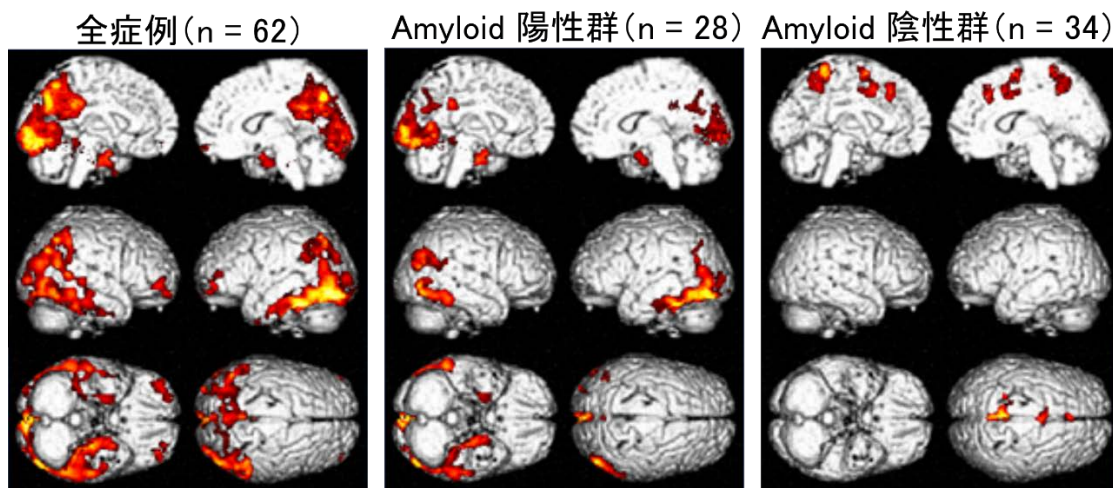 全症例(n = 62)
Amyloid 陽性群(n = 28)
Amyloid 陰性群(n = 34)